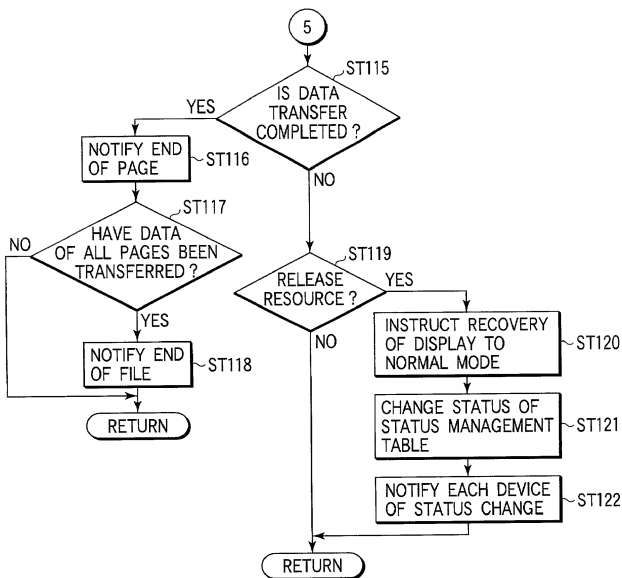 5
ST115
IS DATA
TRANSFER
COMPLETED ?
YES
NO
NOTIFY END
OF PAGE
ST116
ST117
HAVE DATA
OF ALL PAGES BEEN
TRANSFERRED ?
NO
YES
NOTIFY END
OF FILE
ST118
RETURN
ST119
RELEASE
RESOURCE ?
YES
NO
INSTRUCT RECOVERY
OF DISPLAY TO
NORMAL MODE
ST120
CHANGE STATUS OF
STATUS MANAGEMENT
TABLE
ST121
NOTIFY EACH DEVICE
OF STATUS CHANGE
ST122
RETURN